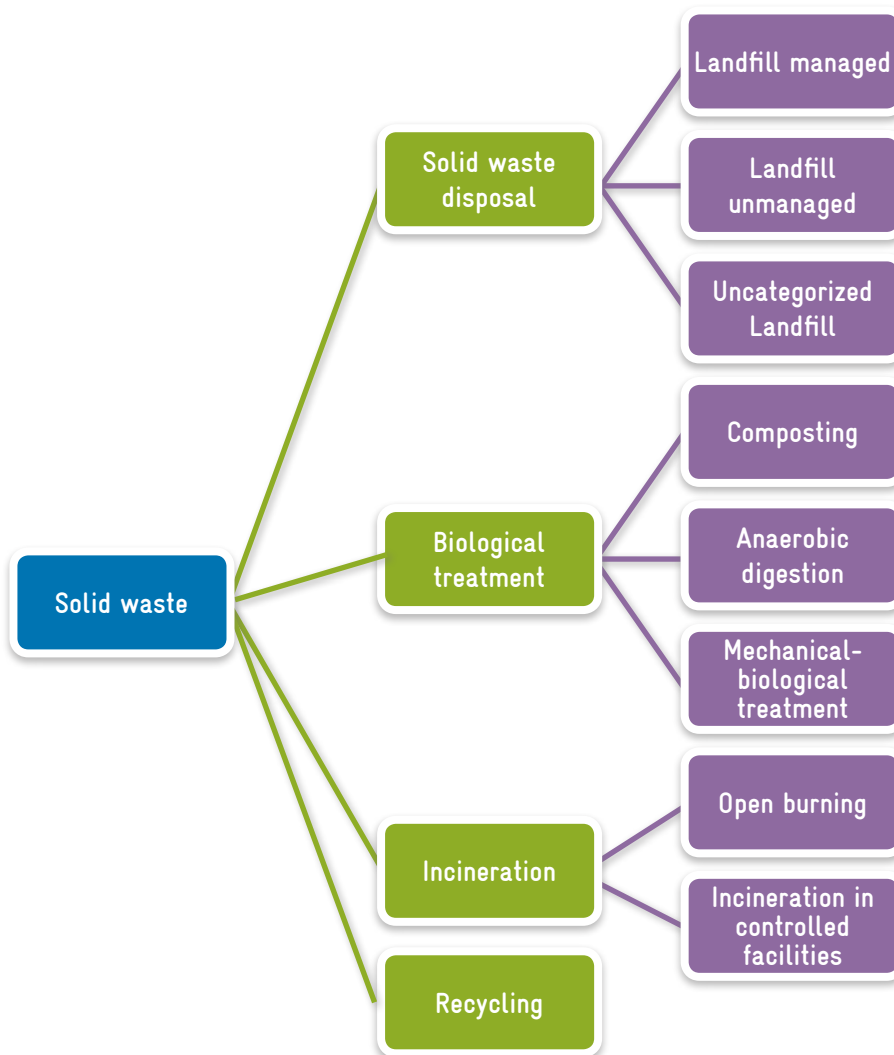 Solid waste
Solid waste
disposal
Landfill managed
Landfill
unmanaged
Uncategorized
Landfill
Biological
treatment
Composting
Anaerobic
digestion
Mechanical-
biological
treatment
Incineration
Open burning
Incineration in
controlled
facilities
Recycling